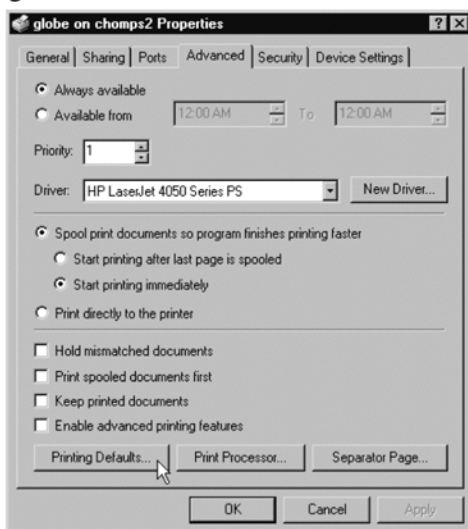 globe on chomps2 Properties
General Sharing Ports Advanced Security Device Settings
Always available
Available from 12:00 AM To 12:00 AM
Priority: 1
Driver: HP LaserJet 4050 Series PS New Driver...
Spool print documents so program finishes printing faster
Start printing after last page is spooled
Start printing immediately
Print directly to the printer
Hold mismatched documents
Print spooled documents first
Keep printed documents
Enable advanced printing features
Printing Defaults... Print Processor... Separator Page...
OK Cancel Apply